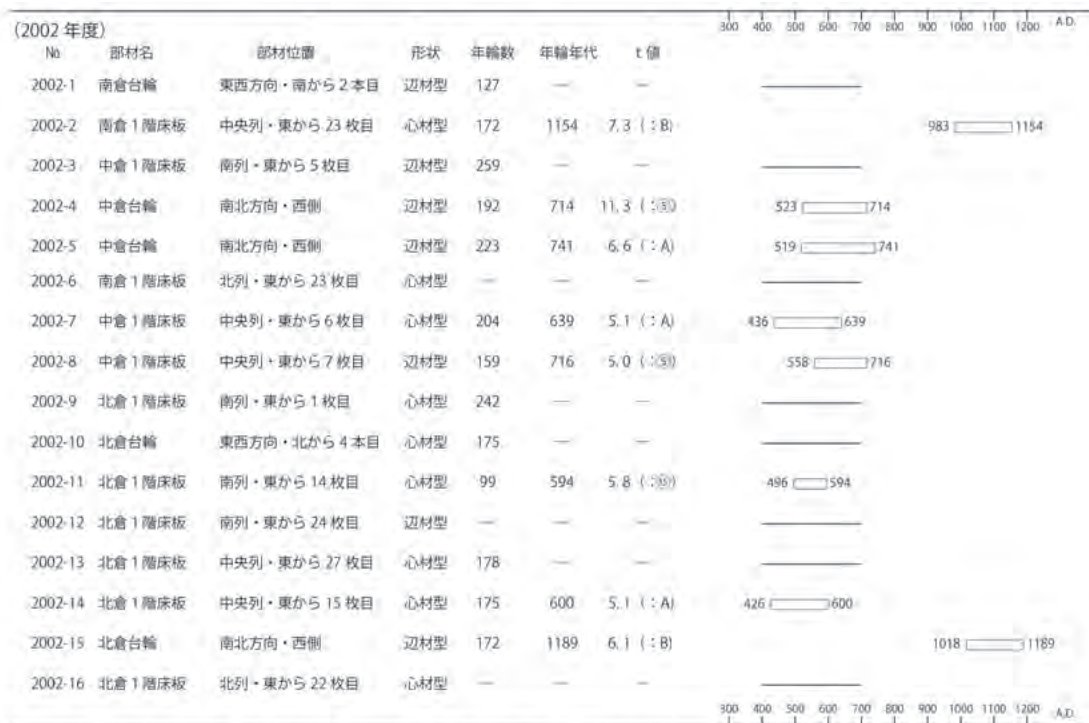 300 400 500 600 700 800 900 1000 1100 1200 A.D.
(2002 年度)
No 部材名 部材位置 形状 年輪数 年輪年代 t 値
2002-1 南倉台輪 東西方向・南から2本目 辺材型 127 — —
2002-2 南倉1階床板 中央列・東から23枚目 心材型 172 1154 7.3 (:B) 983 1154
2002-3 中倉1階床板 南列・東から5枚目 辺材型 259 — —
2002-4 中倉台輪 南北方向・西側 辺材型 192 714 11.3 523 714
2002-5 中倉台輪 南北方向・西側 辺材型 223 741 6.6 (:A) 519 741
2002-6 南倉1階床板 北列・東から23枚目 心材型 — — —
2002-7 中倉1階床板 中央列・東から6枚目 心材型 204 639 5.1 (:A) 436 639
2002-8 中倉1階床板 中央列・東から7枚目 辺材型 159 716 5.0 558 716
2002-9 北倉1階床板 南列・東から1枚目 心材型 242 — —
2002-10 北倉台輪 東西方向・北から4本目 心材型 175 — —
2002-11 北倉1階床板 南列・東から14枚目 心材型 99 594 5.8 496 594
2002-12 北倉1階床板 南列・東から24枚目 辺材型 — — —
2002-13 北倉1階床板 中央列・東から27枚目 心材型 178 — —
2002-14 北倉1階床板 中央列・東から15枚目 心材型 175 600 5.1 (:A) 426 600
2002-15 北倉台輪 南北方向・西側 辺材型 172 1189 6.1 (:B) 1018 1189
2002-16 北倉1階床板 北列・東から22枚目 心材型 — — —
300 400 500 600 700 800 900 1000 1100 1200 A.D.